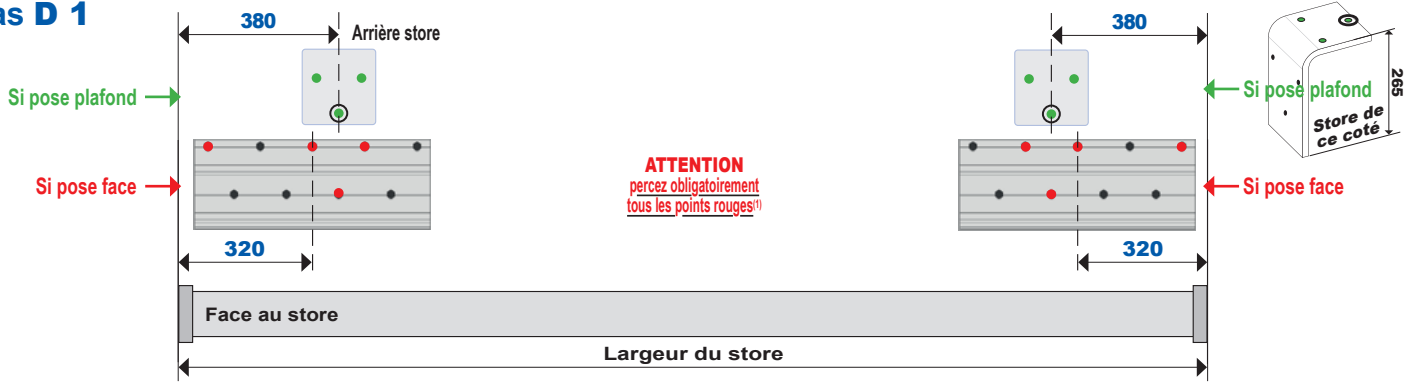 as D 1
380
Arrière store
380
265
Store de
ce coté
Si pose plafond
Si pose plafond
ATTENTION
percez obligatoirement
tous les points rouges(1)
Si pose face
Si pose face
320
320
Face au store
Largeur du store